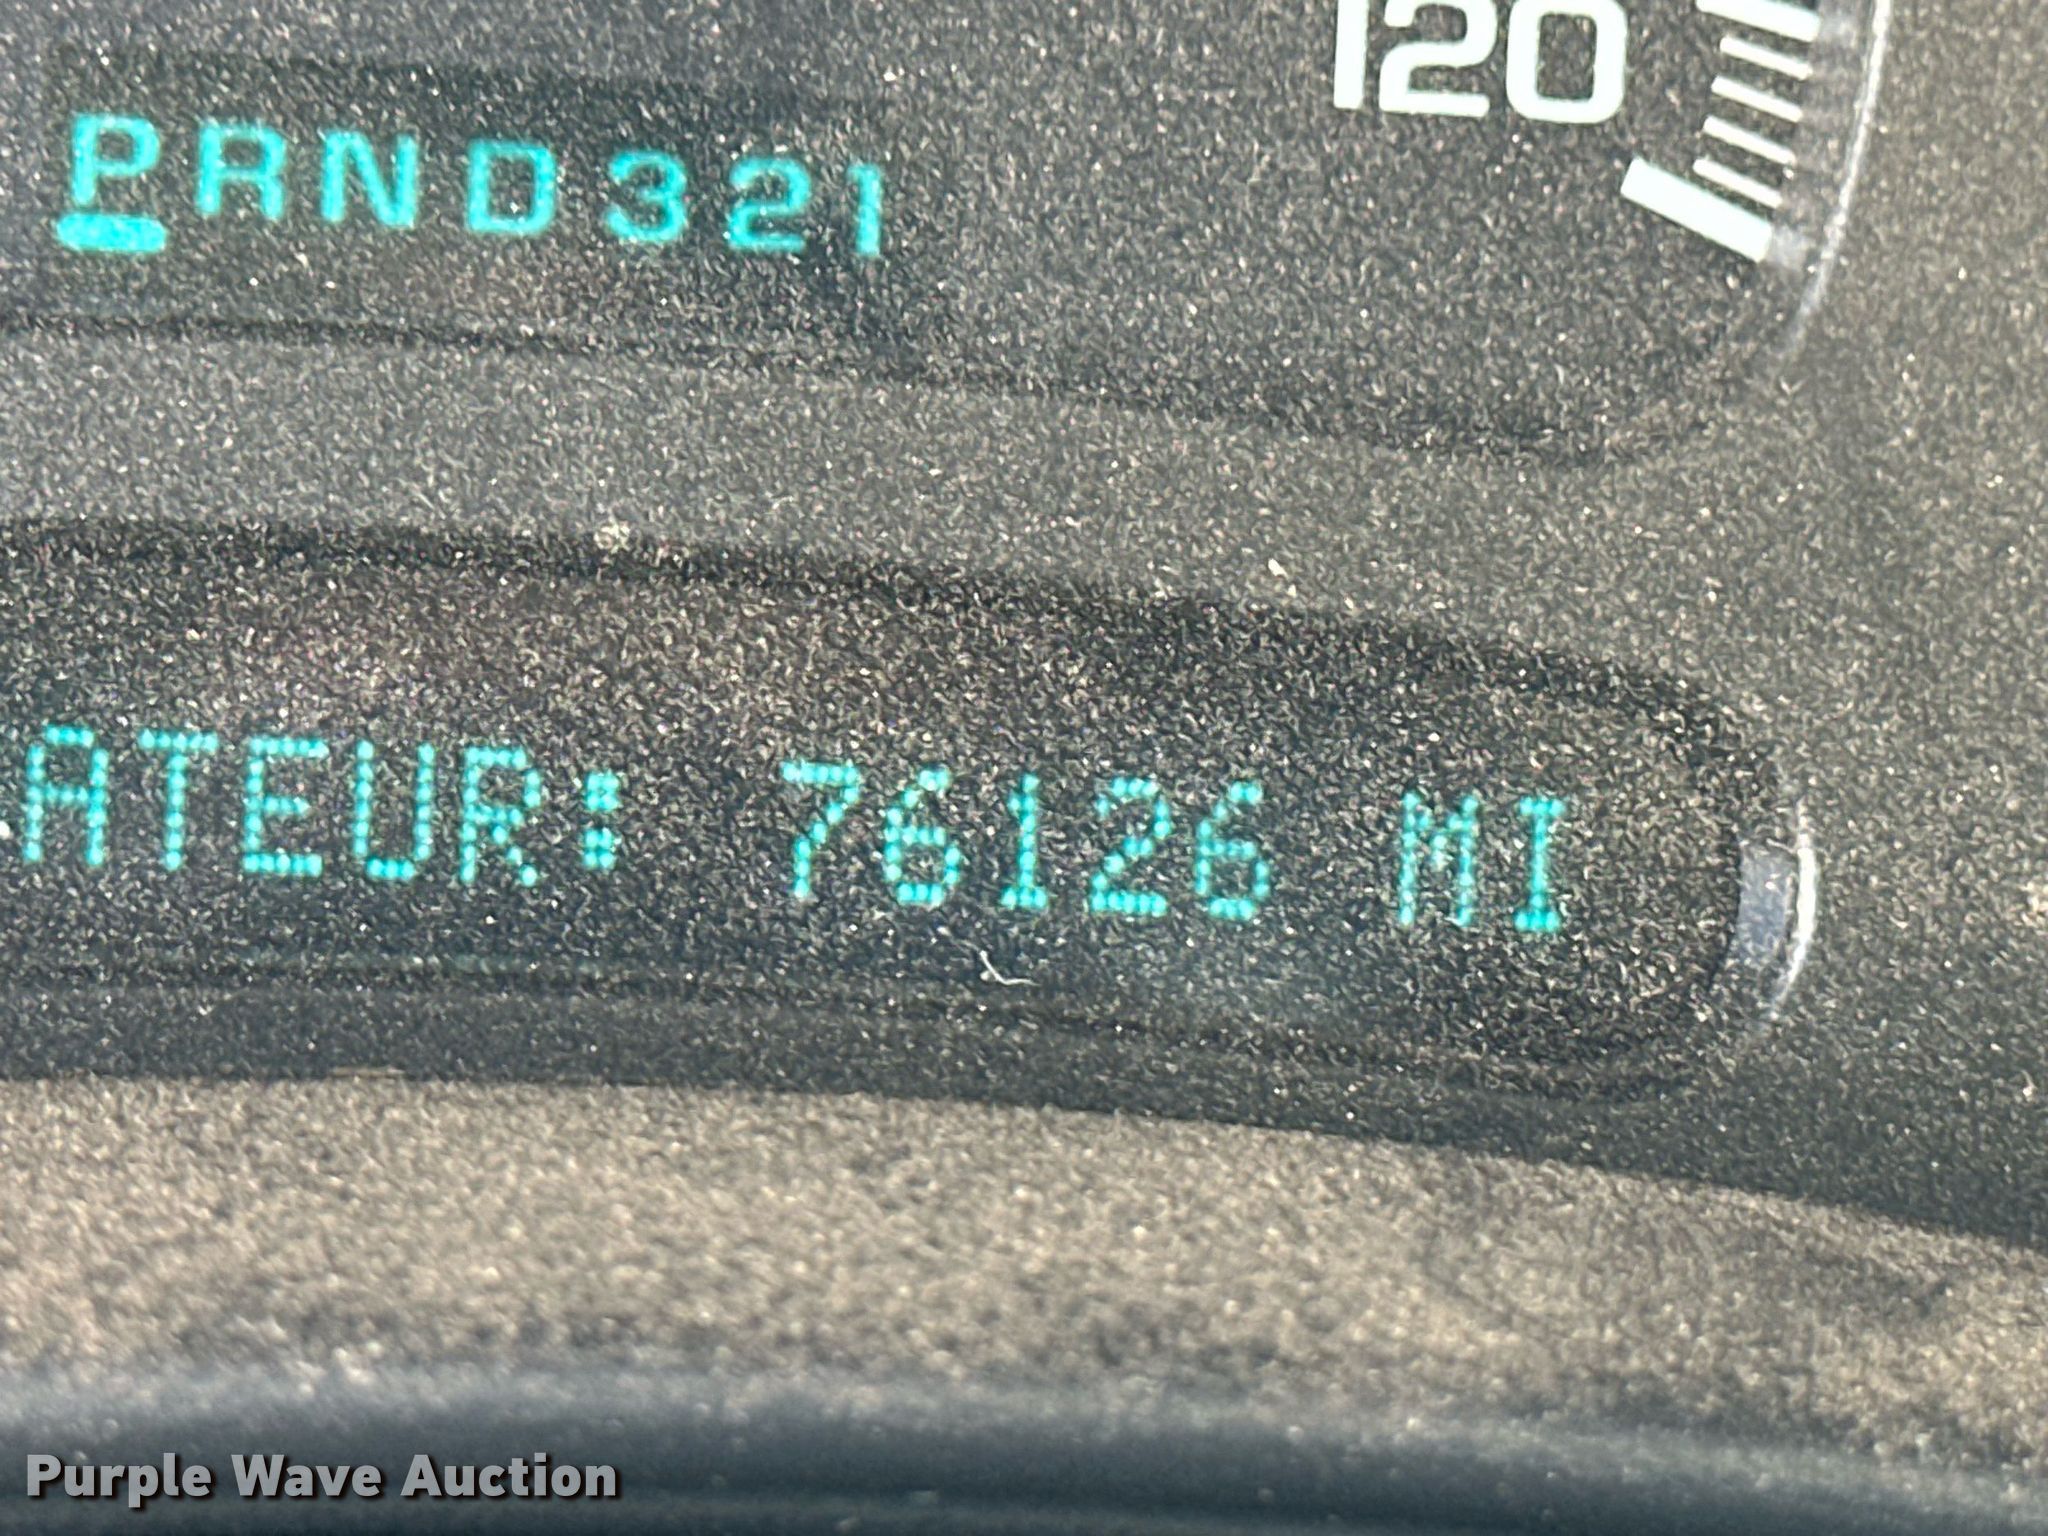 120
PRND321
ATEUR: 76126 MI
Purple Wave Auction